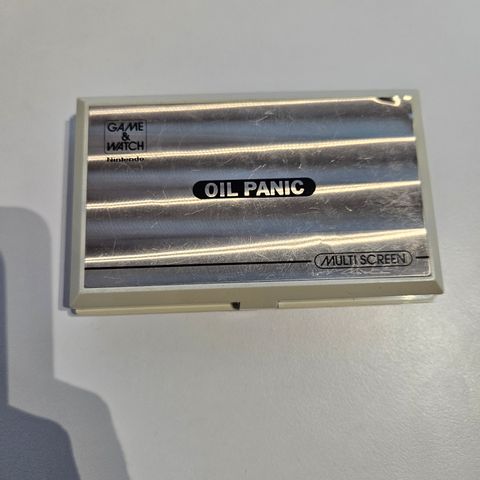 GAME
&
WATCH
Nintendo
OIL PANIC
MULTI SCREEN